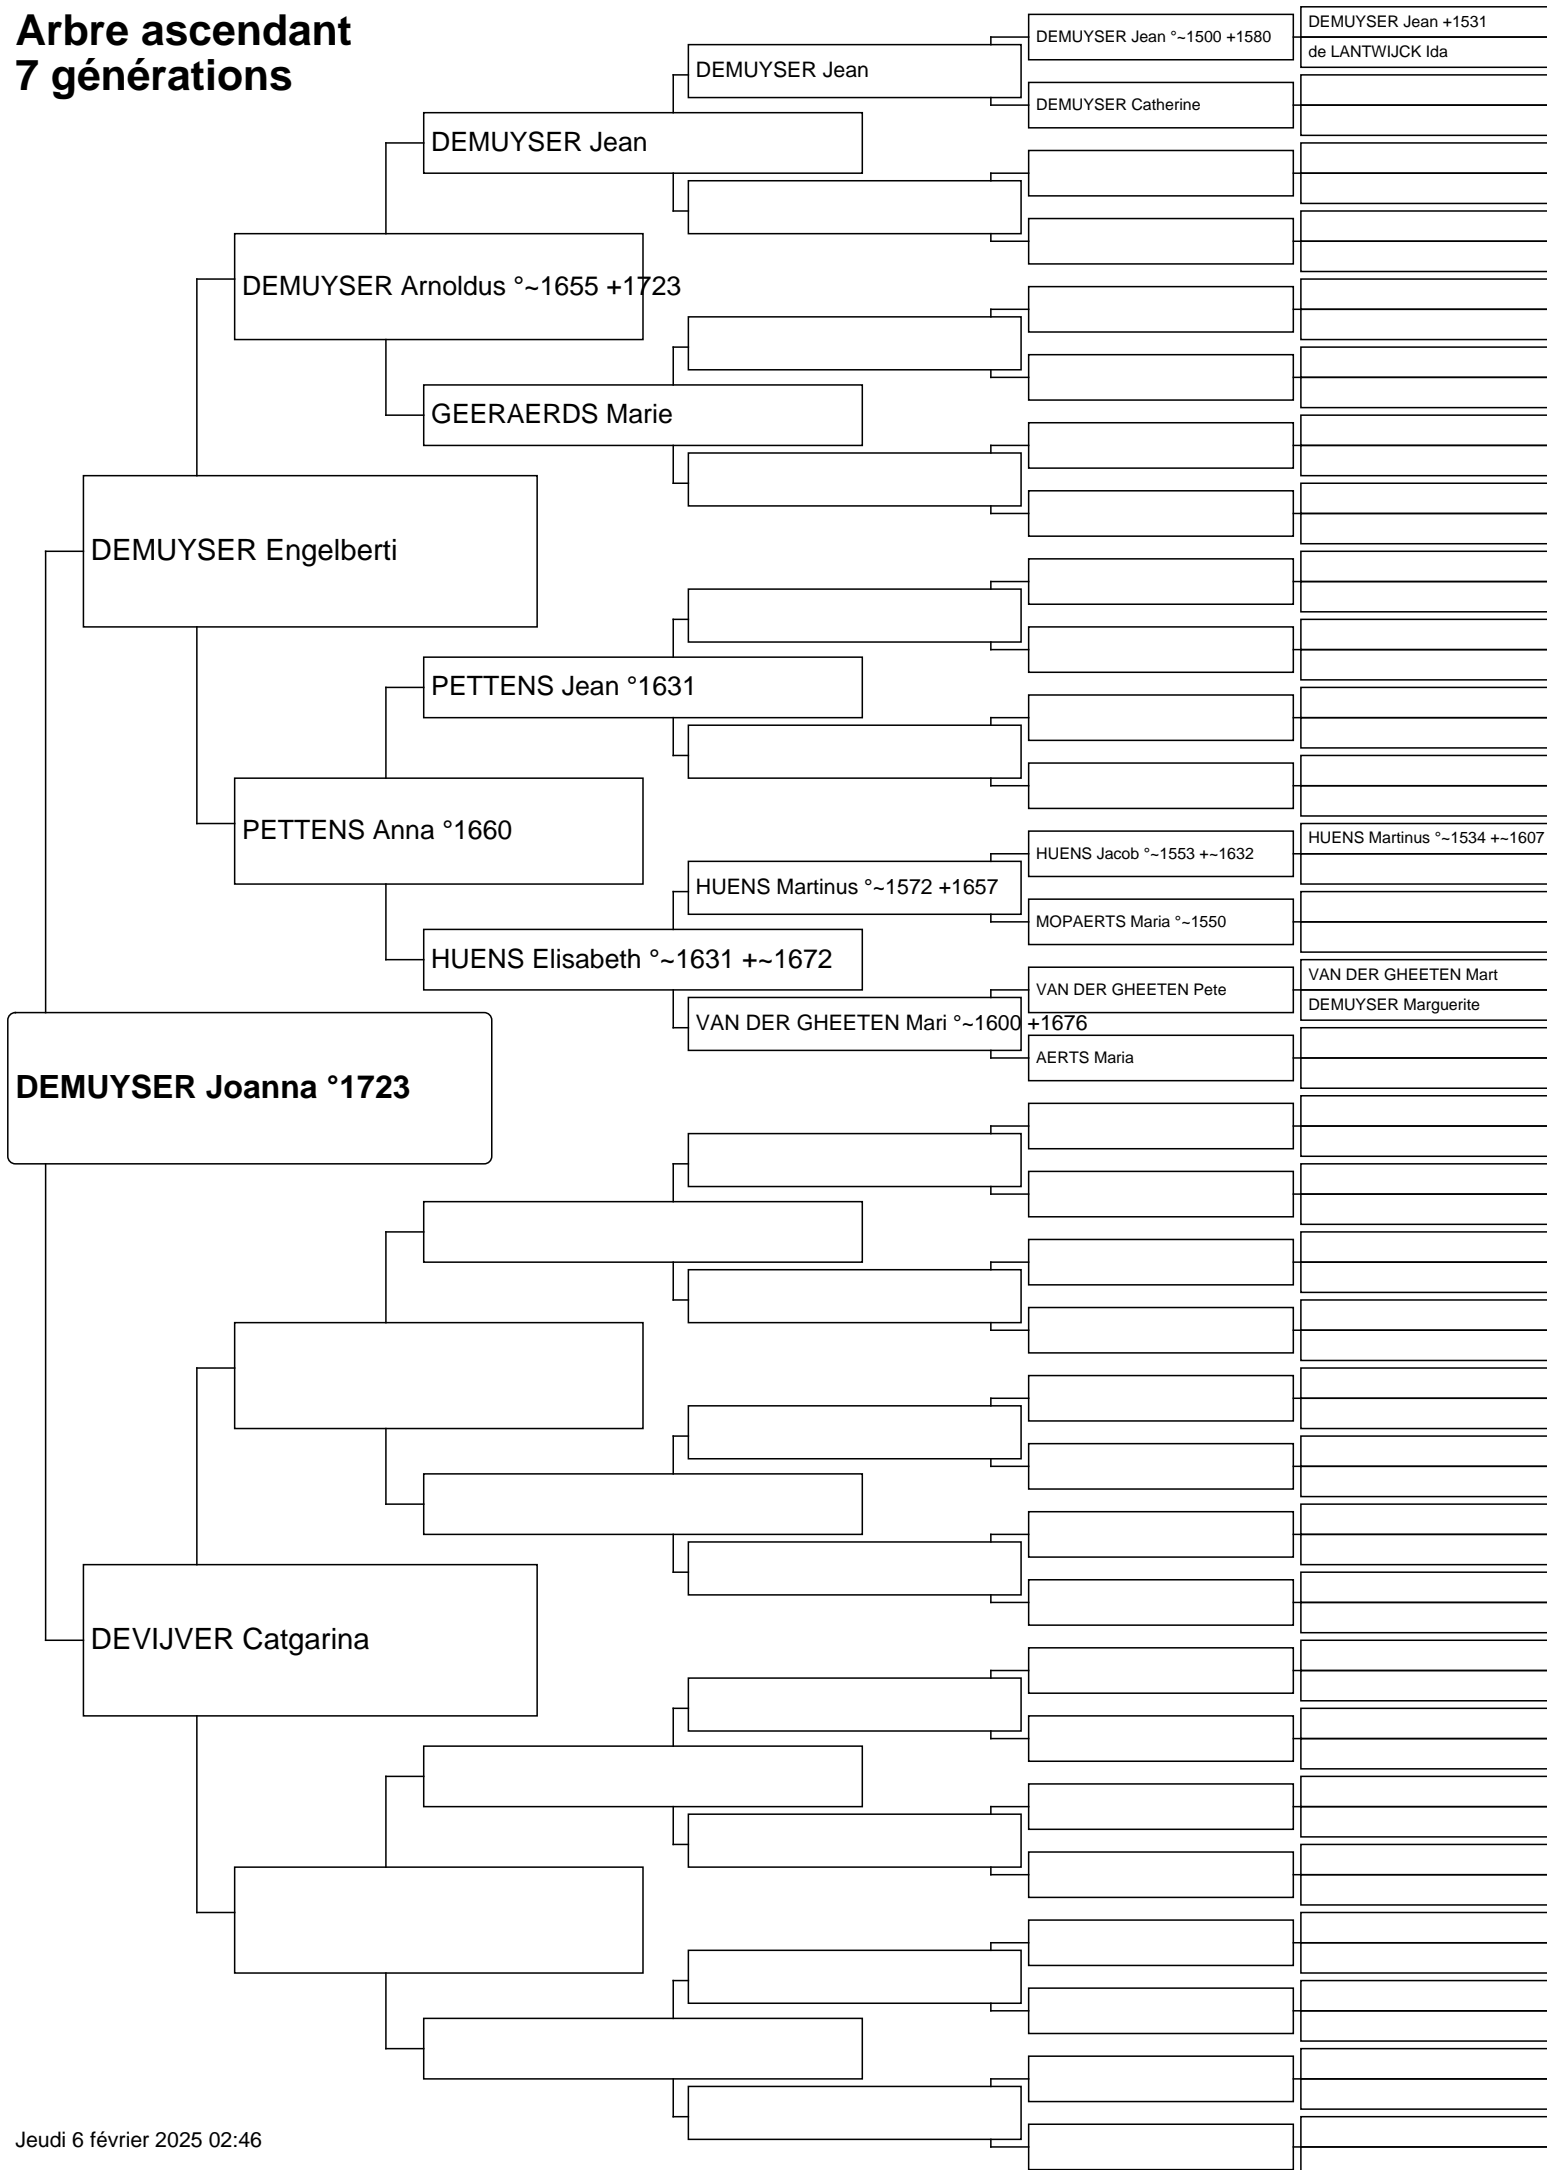 Arbre ascendant
7 générations
DEMUYSER Jean °~1500 +1580
DEMUYSER Jean +1531
de LANTWIJCK Ida
DEMUYSER Jean
DEMUYSER Catherine
DEMUYSER Jean
DEMUYSER Arnoldus °~1655 +1723
GEERAERDS Marie
DEMUYSER Engelberti
PETTENS Jean °1631
PETTENS Anna °1660
HUENS Martinus °~1534 +~1607
HUENS Jacob °~1553 +~1632
HUENS Martinus °~1572 +1657
MOPAERTS Maria °~1550
HUENS Elisabeth °~1631 +~1672
VAN DER GHEETEN Mart
VAN DER GHEETEN Pete
DEMUYSER Marguerite
VAN DER GHEETEN Mari °~1600 +1676
AERTS Maria
DEMUYSER Joanna °1723
DEVIJVER Catgarina
Jeudi 6 février 2025 02:46